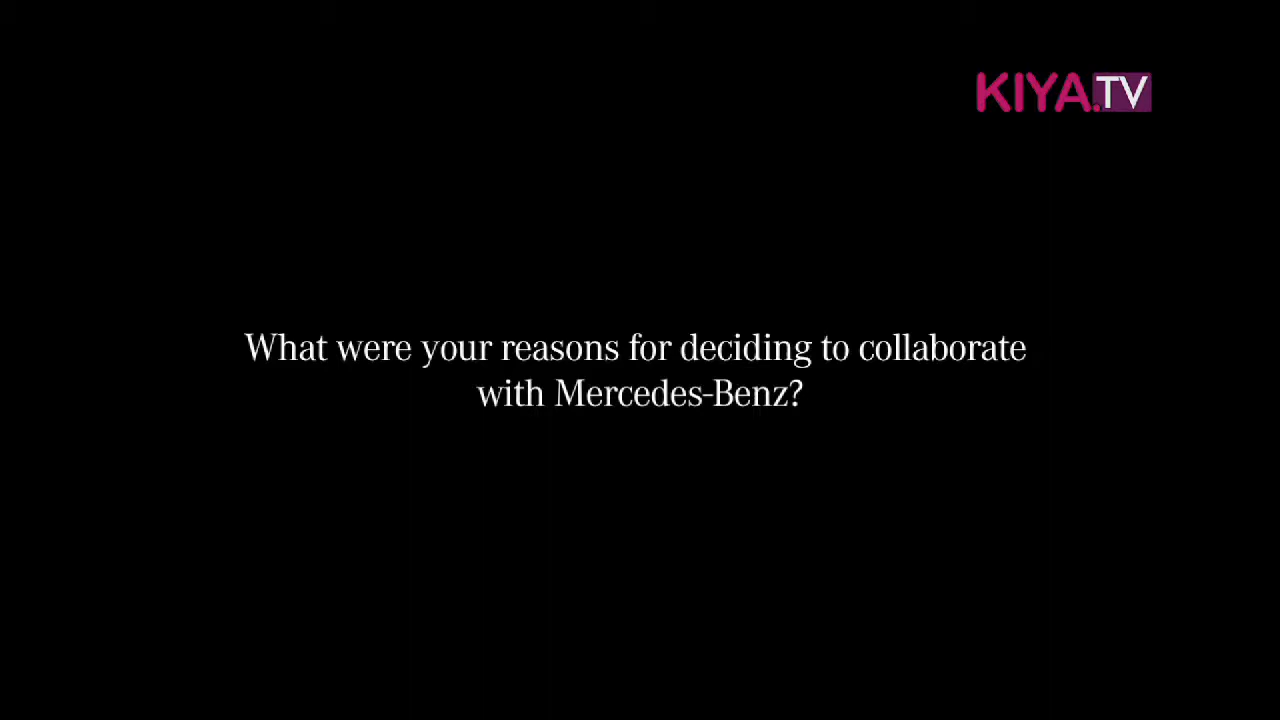 KIYA.TV
What were your reasons for deciding to collaborate
with Mercedes-Benz?